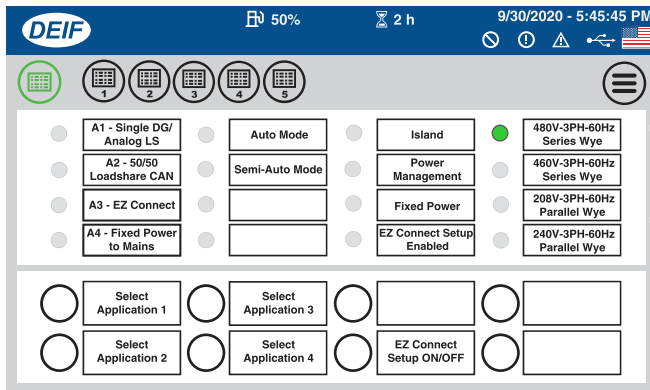 DEIF
50%
2 h
9/30/2020 - 5:45:45 PM
1
2
3
4
5
A1 - Single DG/
Analog LS
Auto Mode
Island
480V-3PH-60Hz
Series Wye
A2 - 50/50
Loadshare CAN
Semi-Auto Mode
Power
Management
460V-3PH-60Hz
Series Wye
A3 - EZ Connect
Fixed Power
208V-3PH-60Hz
Parallel Wye
A4 - Fixed Power
to Mains
EZ Connect Setup
Enabled
240V-3PH-60Hz
Parallel Wye
Select
Application 1
Select
Application 3
Select
Application 2
Select
Application 4
EZ Connect
Setup ON/OFF